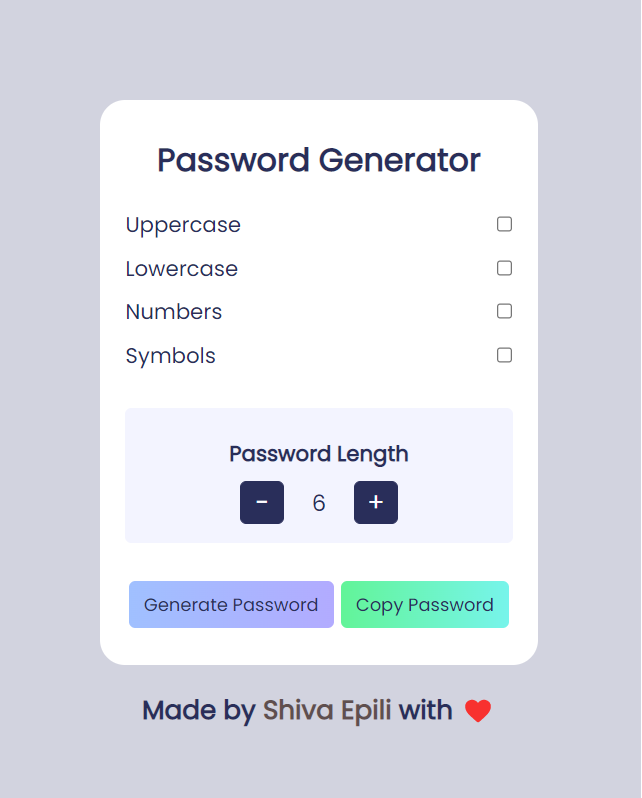 Password Generator
Uppercase
Lowercase
Numbers
Symbols
Password Length
- 6 +
Generate Password Copy Password
Made by Shiva Epili with ❤